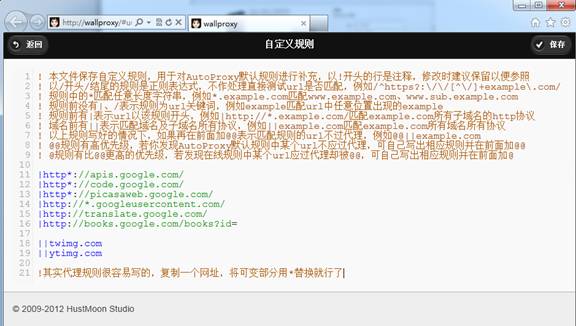 http://wallproxy/#u
wallproxy
返回
自定义规则
保存
1 ! 本文件保存自定义规则，用于对AutoProxy默认规则进行补充，以!开头的行是注释，修改时建议保留以便参照
2 ! 以/开头/结尾的规则是正则表达式，不作处理直接测试url是否匹配，例如/^https?:\/\/[^\/]+example\.com/
3 ! 规则中的*匹配任意长度字符串，例如*.example.com匹配www.example.com、www.sub.example.com
4 ! 规则前没有|、/表示规则为url关键词，例如example匹配url中任意位置出现的example
5 ! 规则前有|表示url以该规则开头，例如|http://*.example.com/匹配example.com所有子域名的http协议
6 ! 域名前有||表示匹配域名及子域名所有协议，例如||example.com匹配example.com所有子域名所有协议
7 ! 以上规则写好的情况下，如果再在前面加@@表示匹配规则的url不过代理，例如@@||example.com
8 ! @@规则有高优先级，若你发现AutoProxy默认规则中某个url不应过代理，可自己写出相应规则并在前面加@@
9 ! @规则有比@@更高的优先级，若发现在线规则中某个url应过代理却被@@，可自己写出相应规则并在前面加@
10
11 |http*://apis.google.com/
12 |http*://code.google.com/
13 |http*://picasaweb.google.com/
14 |http://*.googleusercontent.com/
15 |http://translate.google.com/
16 |http://books.google.com/books?id=
17
18 ||twimg.com
19 ||ytimg.com
20
21 !其实代理规则很容易写的，复制一个网址，将可变部分用*替换就行了
© 2009-2012 HustMoon Studio